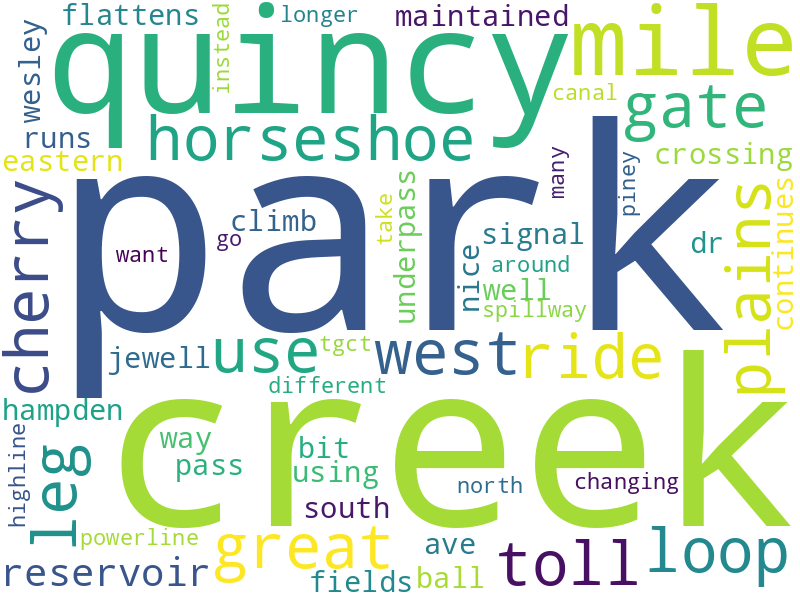 flattens
instead
longer
maintained
quincy
mile
wesley
canal
gate
runs
horseshoe
eastern
crossing
park
many
piney
cherry
underpass
take
climb
plains
continues
want
go
nice
signal
dr
around
well
spillway
jewell
use
tgct
west
ride
hampden
different
creek
highline
leg
way
pass
bit
using
north
changing
south
powerline
great
ave
toll
loop
reservoir
fields
ball